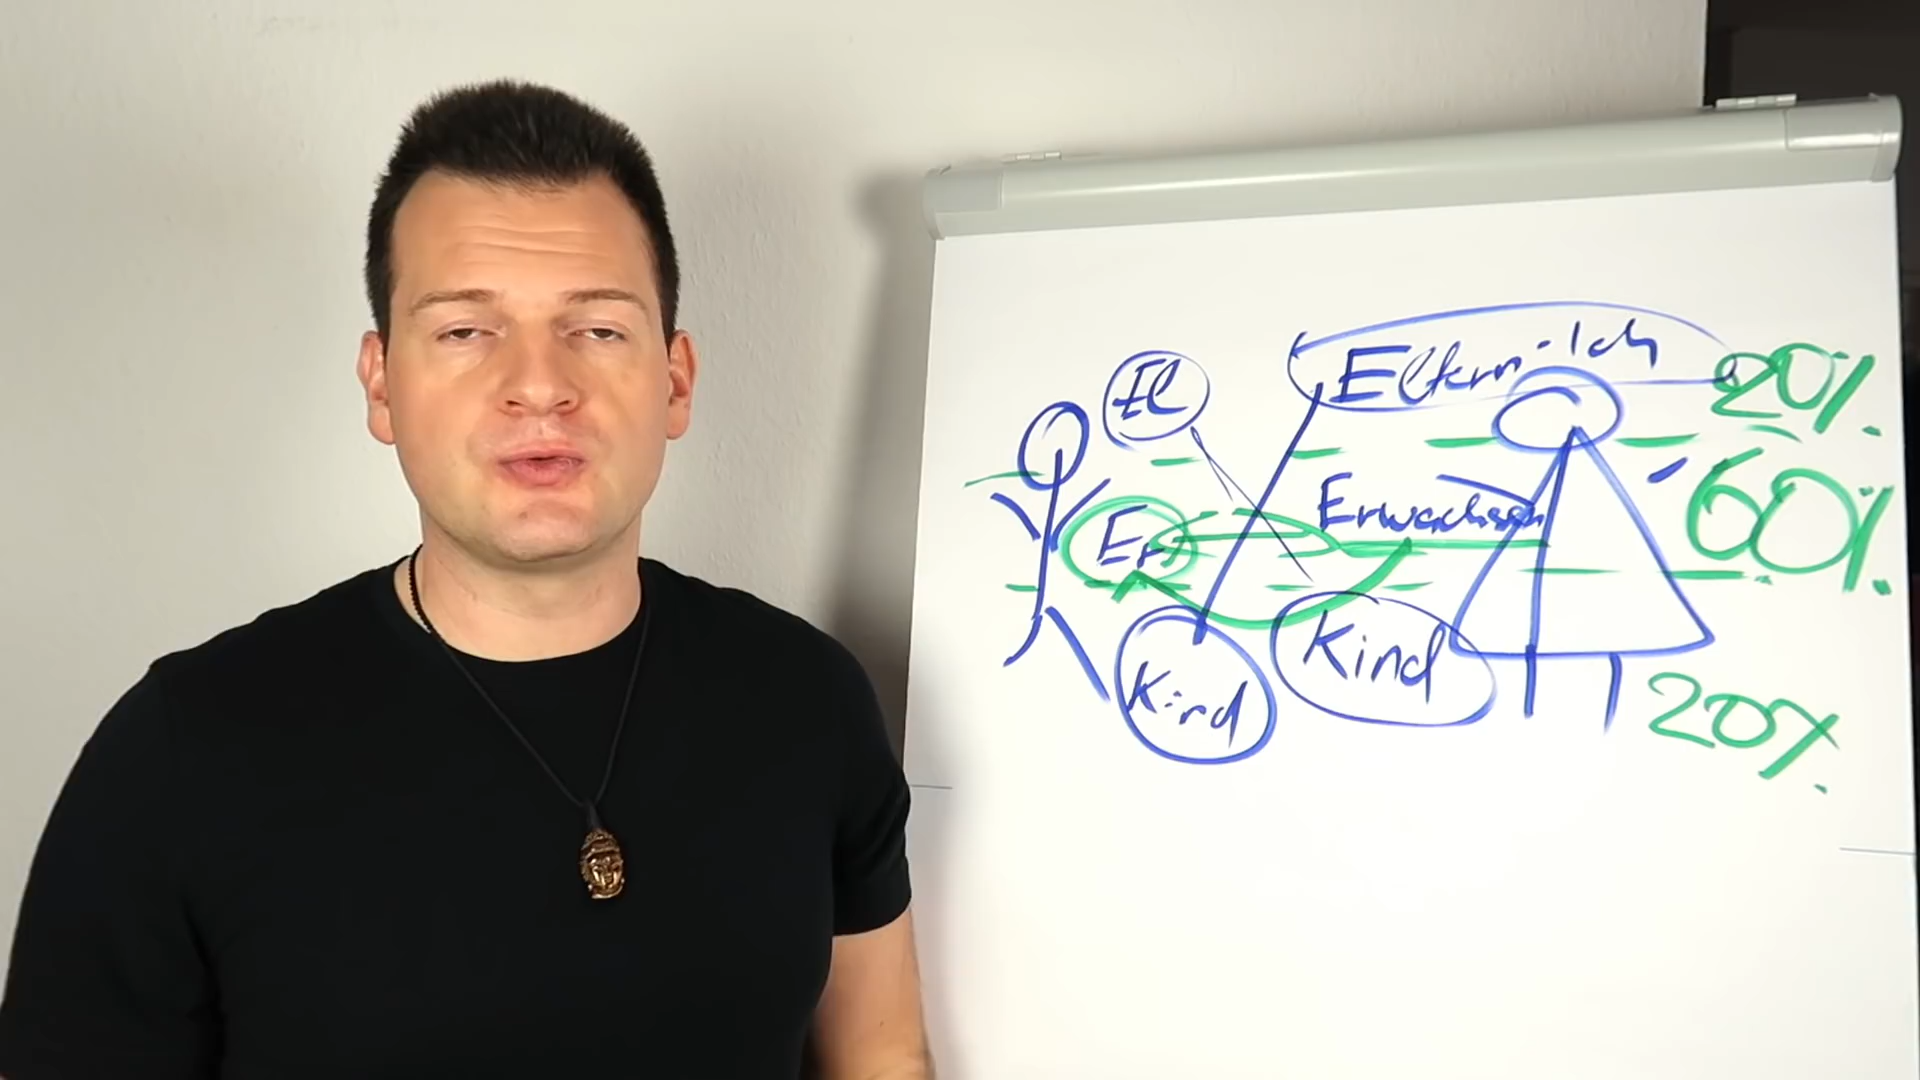 El Eltern-Ich 20%
Er Erwachsen 60%
Kind Kind 20%